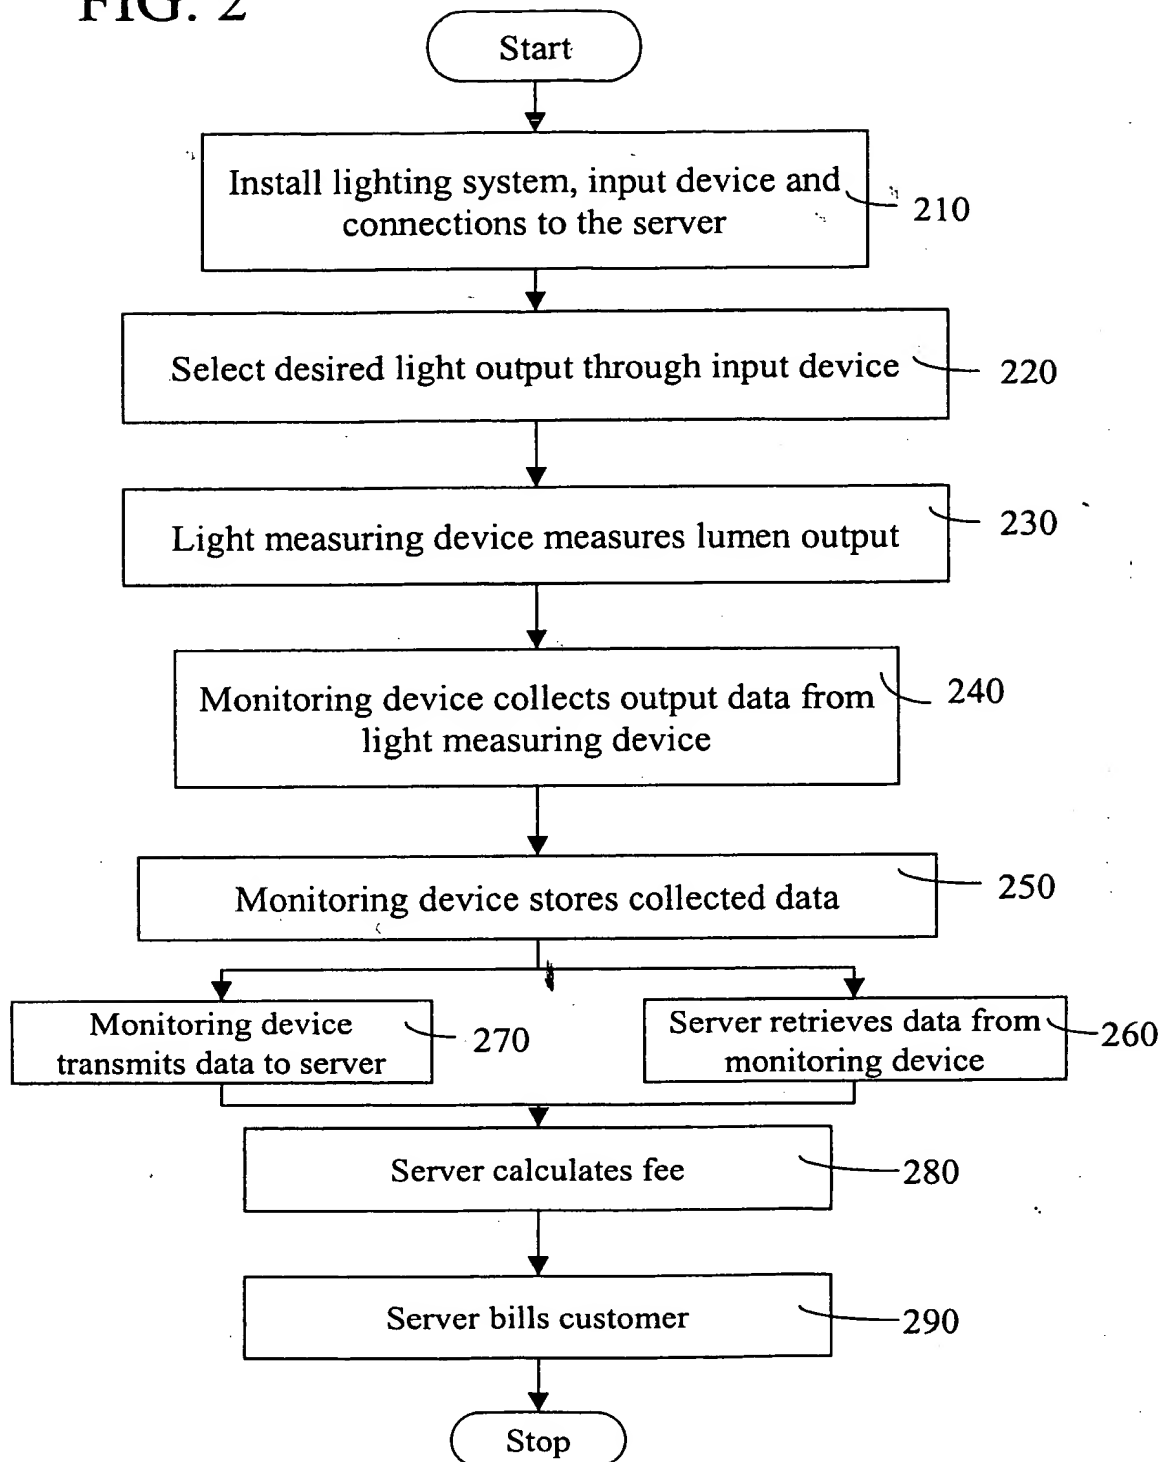 FIG. 2
Start
Install lighting system, input device and
connections to the server
210
Select desired light output through input device
220
Light measuring device measures lumen output
230
Monitoring device collects output data from
light measuring device
240
Monitoring device stores collected data
250
Monitoring device
transmits data to server
270
Server retrieves data from
monitoring device
260
Server calculates fee
280
Server bills customer
290
Stop